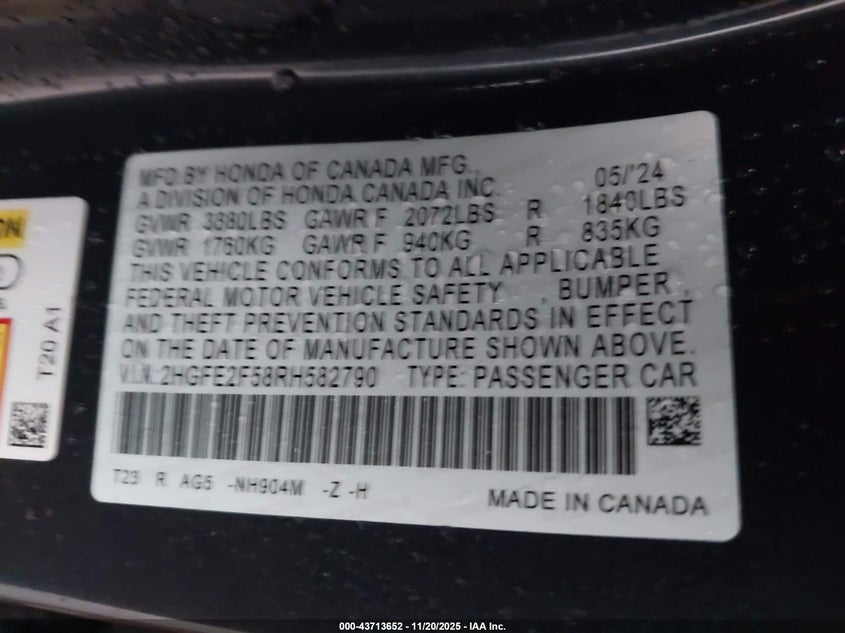 MFD.BY HONDA OF CANADA MFG., 05/'24
A DIVISION OF HONDA CANADA INC.
GVWR 3880LBS GAWR F 2072LBS R 1840LBS
GVWR 1760KG GAWR F 940KG R 835KG
THIS VEHICLE CONFORMS TO ALL APPLICABLE
FEDERAL MOTOR VEHICLE SAFETY , BUMPER ,
AND THEFT PREVENTION STANDARDS IN EFFECT
ON THE DATE OF MANUFACTURE SHOWN ABOVE.
V.I.N.:2HGFE2F58RH582790 TYPE: PASSENGER CAR
T23 R AG5 -NH904M -Z -H
MADE IN CANADA
T20 A1
000-43713652 - 11/20/2025 - IAA Inc.